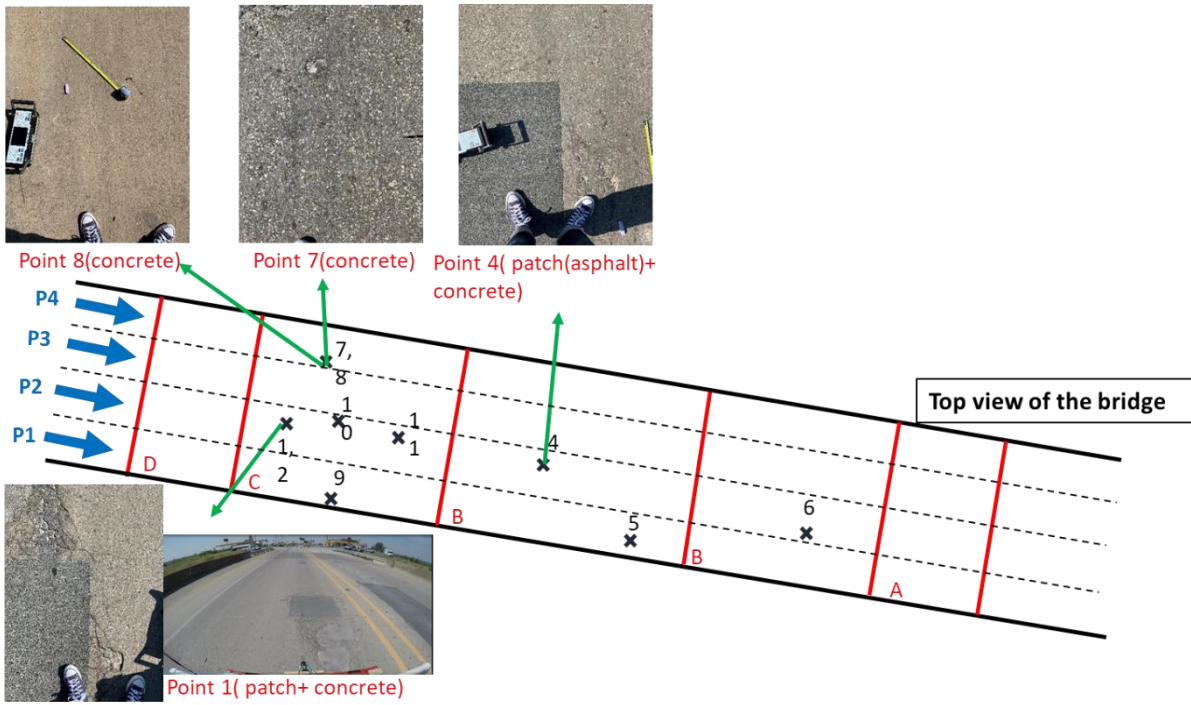 Point 8(concrete)
Point 7(concrete)
Point 4( patch(asphalt)+
concrete)
P4
P3
P2
P1
7,
8
1
0
1
1
1,
2
9
4
5
6
D
C
B
B
A
Top view of the bridge
Point 1( patch+ concrete)